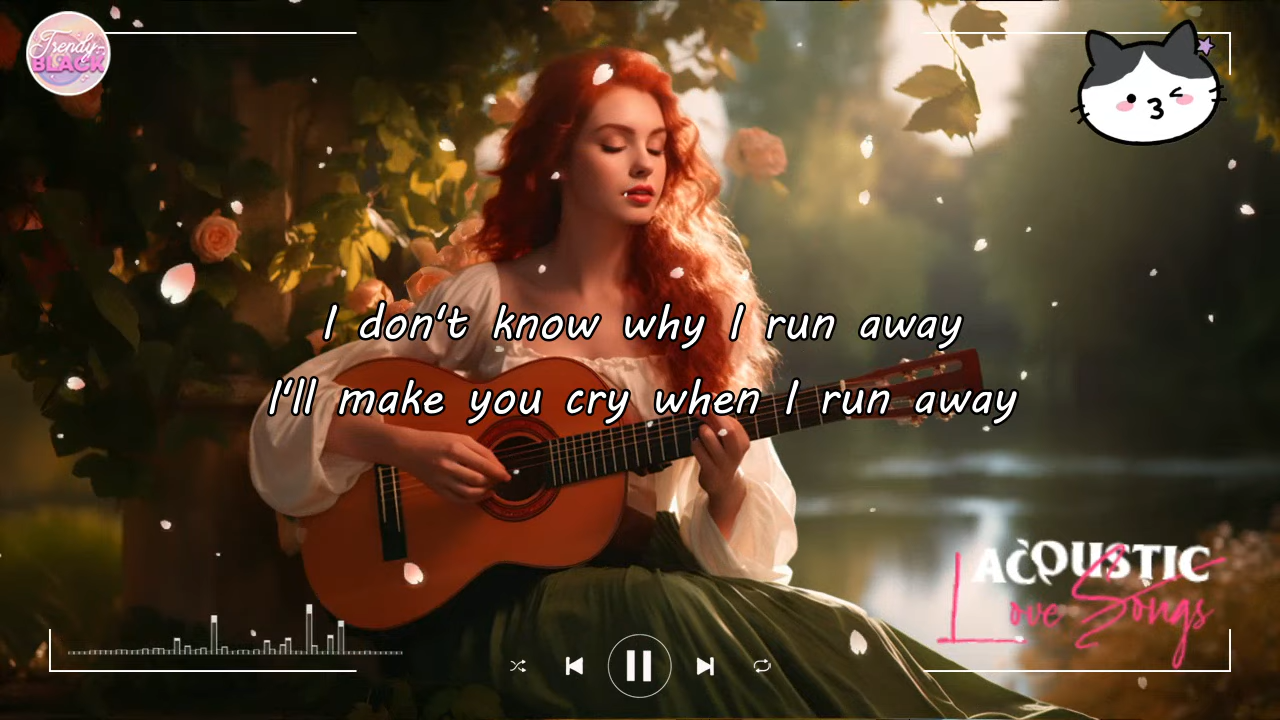 Trendy
BLACK
I don't know why I run away
I'll make you cry when I run away
ACOUSTIC
Love Songs